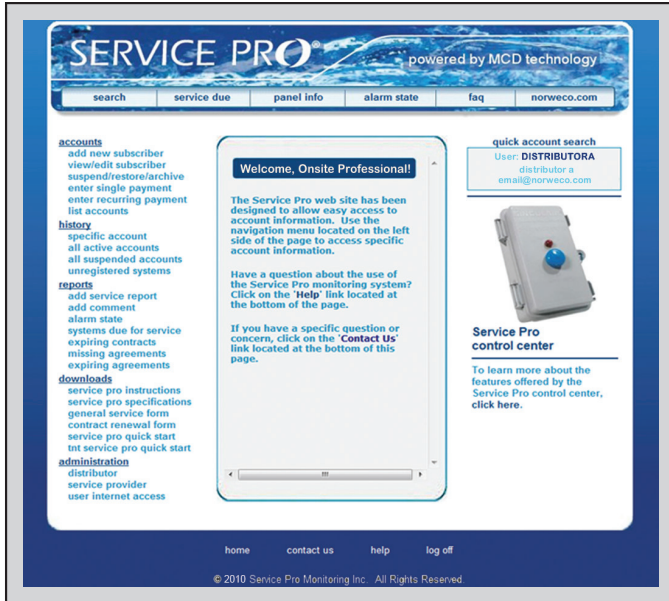 SERVICE PRO®
powered by MCD technology
search
service due
panel info
alarm state
faq
norweco.com
accounts
add new subscriber
view/edit subscriber
suspend/restore/archive
enter single payment
enter recurring payment
list accounts
history
specific account
all active accounts
all suspended accounts
unregistered systems
reports
add service report
add comment
alarm state
systems due for service
expiring contracts
missing agreements
expiring agreements
downloads
service pro instructions
service pro specifications
general service form
contract renewal form
service pro quick start
tnt service pro quick start
administration
distributor
service provider
user internet access
Welcome, Onsite Professional!
The Service Pro web site has been
designed to allow easy access to
account information. Use the
navigation menu located on the left
side of the page to access specific
account information.
Have a question about the use of
the Service Pro monitoring system?
Click on the 'Help' link located at
the bottom of the page.
If you have a specific question or
concern, click on the 'Contact Us'
link located at the bottom of this
page.
quick account search
User: DISTRIBUTORA
distributor a
email@norweco.com
Service Pro
control center
To learn more about the
features offered by the
Service Pro control center,
click here.
home
contact us
help
log off
© 2010 Service Pro Monitoring Inc. All Rights Reserved.